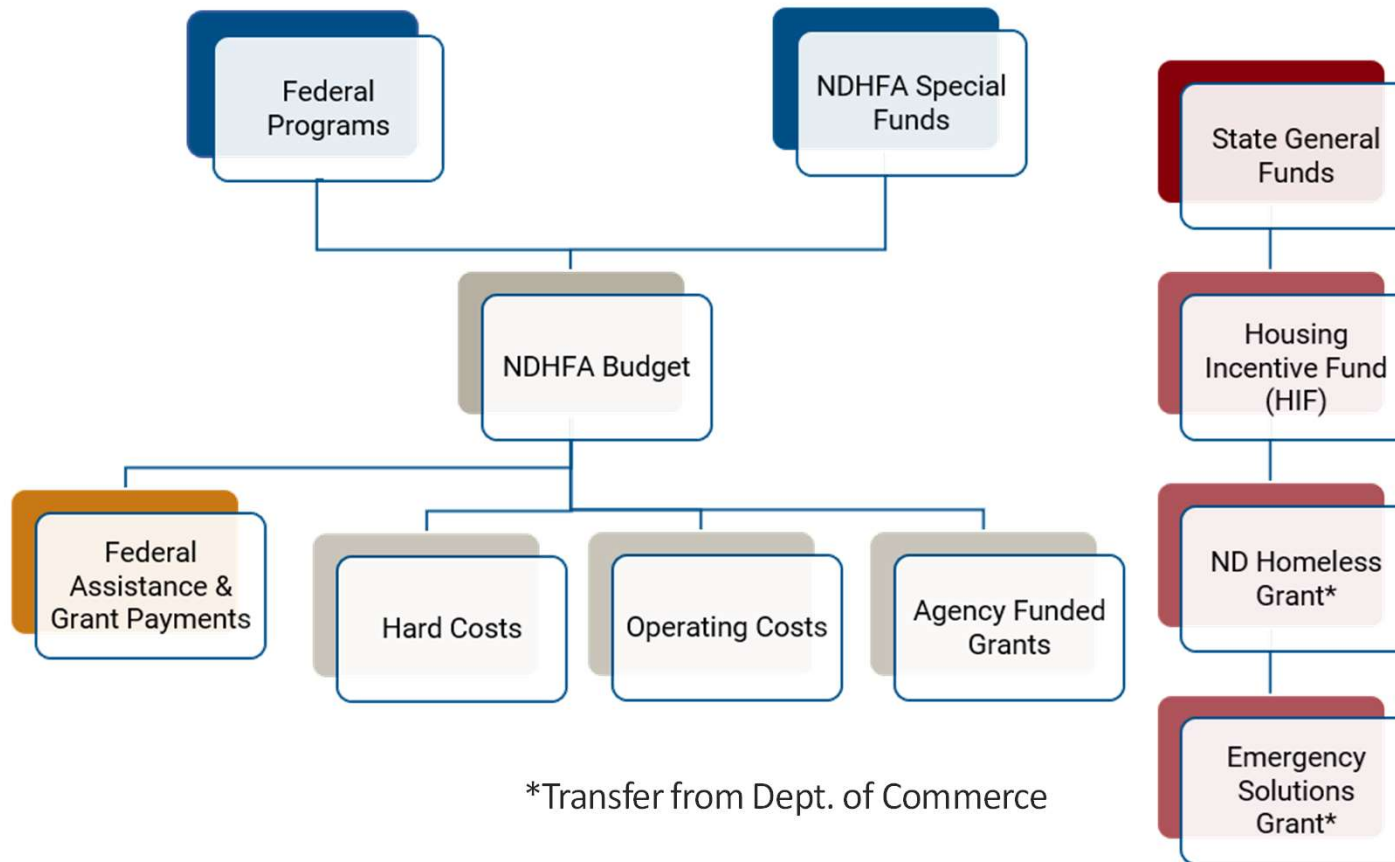 Federal
Programs
NDHFA Special
Funds
State General
Funds
NDHFA Budget
Housing
Incentive Fund
(HIF)
Federal
Assistance &
Grant Payments
Hard Costs
Operating Costs
Agency Funded
Grants
ND Homeless
Grant*
Emergency
Solutions
Grant*
*Transfer from Dept. of Commerce